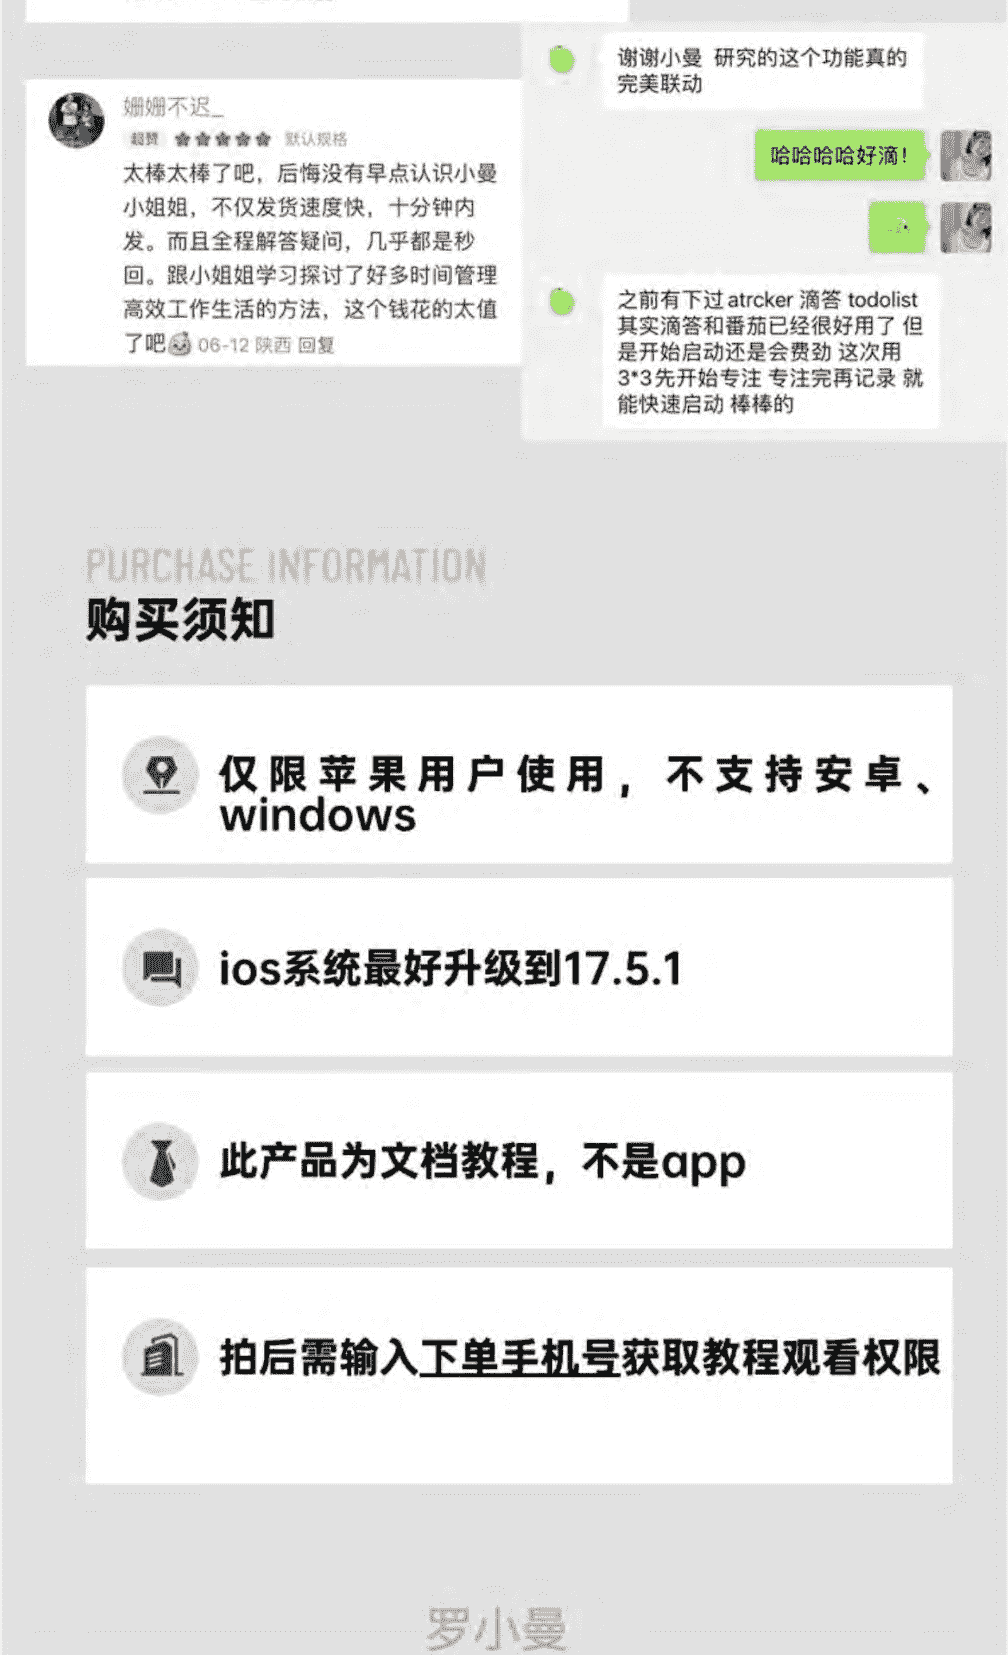 姗姗不迟_
超赞 默认规格
太棒太棒了吧，后悔没有早点认识小曼
小姐姐，不仅发货速度快，十分钟内
发。而且全程解答疑问，几乎都是秒
回。跟小姐姐学习探讨了好多时间管理
高效工作生活的方法，这个钱花的太值
了吧 06-12 陕西 回复
谢谢小曼 研究的这个功能真的
完美联动
哈哈哈哈好滴！
之前有下过atrcker 滴答 todolist
其实滴答和番茄已经很好用了 但
是开始启动还是会费劲 这次用
3*3先开始专注 专注完再记录 就
能快速启动 棒棒的
PURCHASE INFORMATION
购买须知
仅限苹果用户使用，不支持安卓、
windows
ios系统最好升级到17.5.1
此产品为文档教程，不是app
拍后需输入下单手机号获取教程观看权限
罗小曼